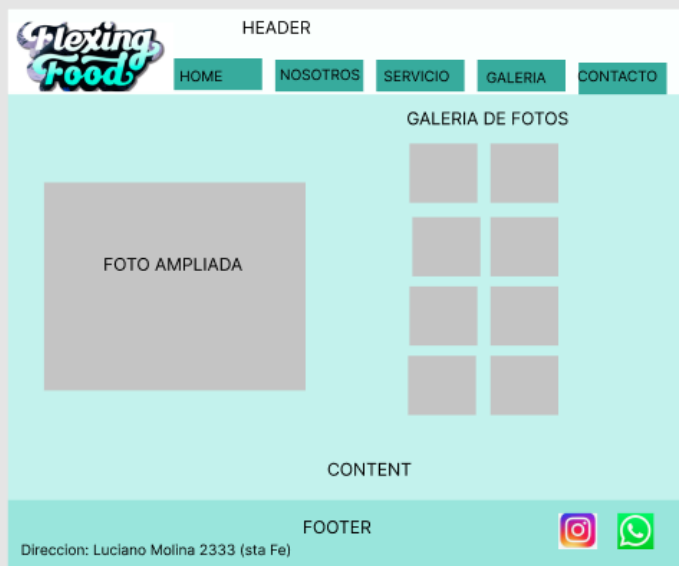 Flexing
Food
HEADER
HOME
NOSOTROS
SERVICIO
GALERIA
CONTACTO
GALERIA DE FOTOS
FOTO AMPLIADA
CONTENT
FOOTER
Direccion: Luciano Molina 2333 (sta Fe)